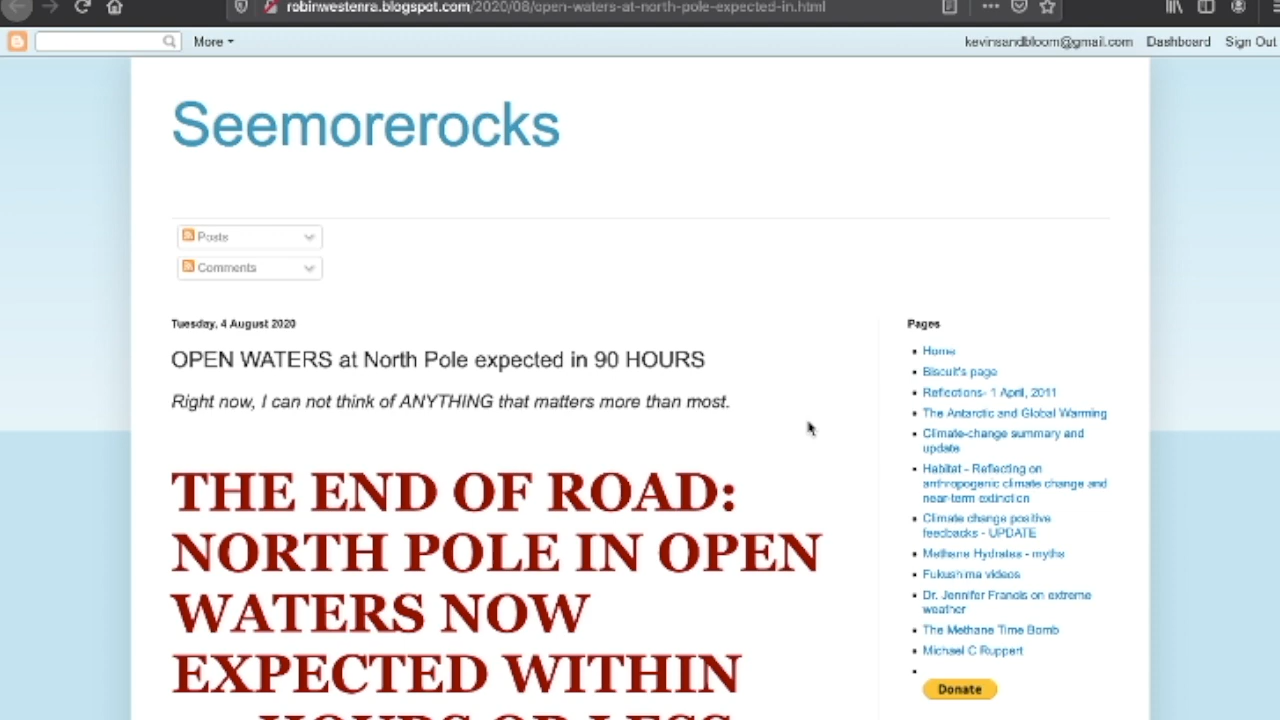 robinwestenra.blogspot.com/2020/08/open-waters-at-north-pole-expected-in.html
More
kevinsandbloom@gmail.com Dashboard Sign Out
Seemorerocks
Posts
Comments
Tuesday, 4 August 2020
OPEN WATERS at North Pole expected in 90 HOURS
Right now, I can not think of ANYTHING that matters more than most.
THE END OF ROAD:
NORTH POLE IN OPEN
WATERS NOW
EXPECTED WITHIN
HOURS OR LESS
Pages
Home
Biscuit's page
Reflections- 1 April, 2011
The Antarctic and Global Warming
Climate-change summary and
update
Habitat - Reflecting on
anthropogenic climate change and
near-term extinction
Climate change positive
feedbacks - UPDATE
Methane Hydrates - myths
Fukushima videos
Dr. Jennifer Francis on extreme
weather
The Methane Time Bomb
Michael C Ruppert
Donate